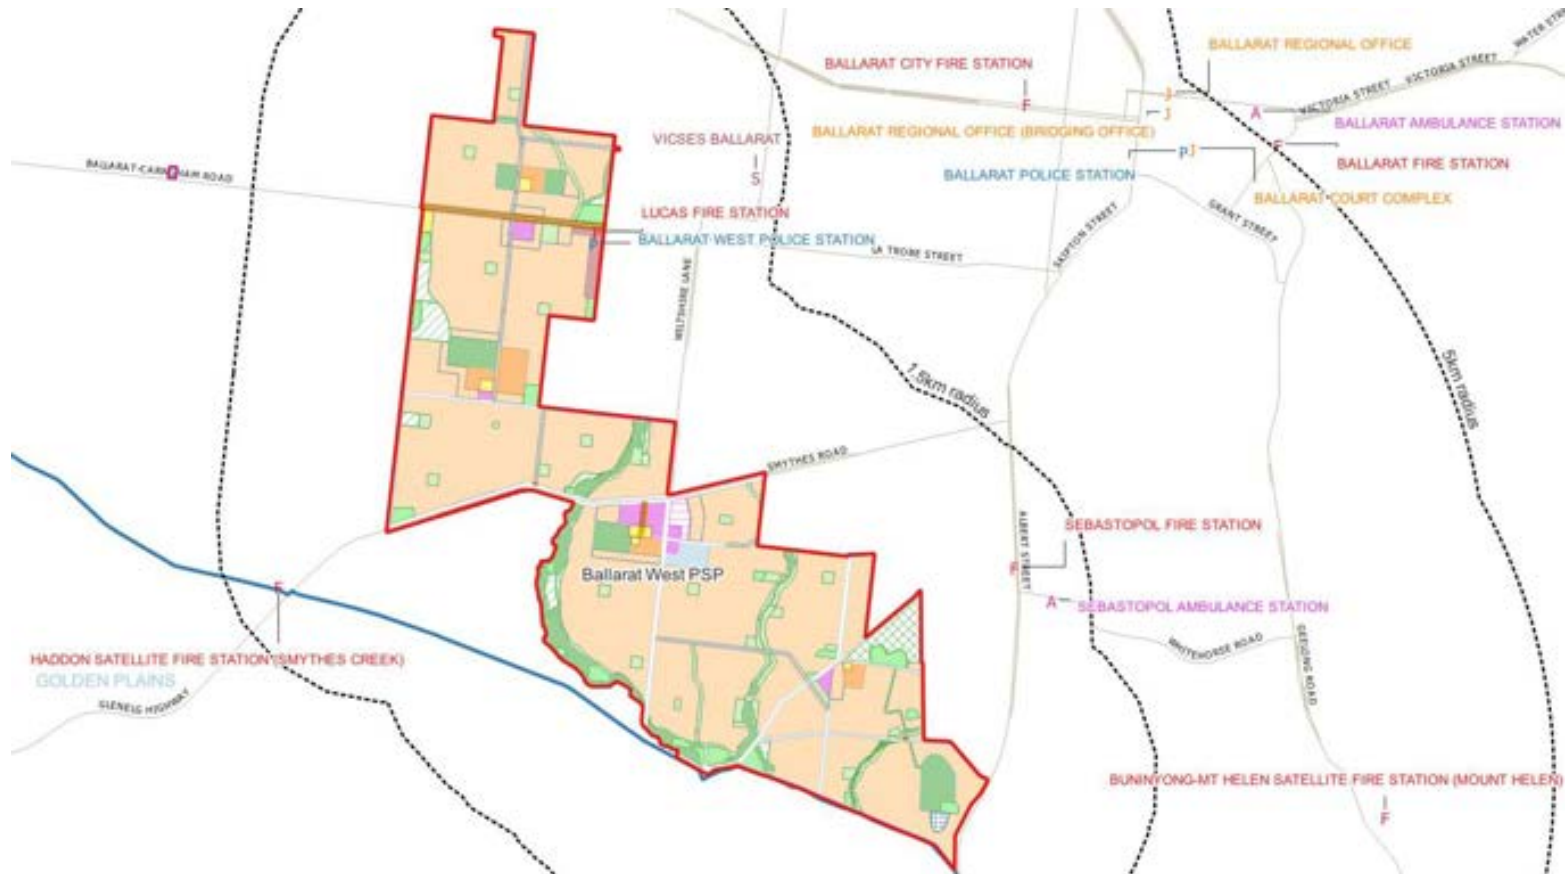 BALLARAT REGIONAL OFFICE
WATER
BALLARAT CITY FIRE STATION
VICTORIA STREET
VICTORIA STREET
J
F
A
J
BALLARAT AMBULANCE STATION
BALLARAT REGIONAL OFFICE (BRIDGING OFFICE)
VICSES BALLARAT
F
PJ
BALLARAT FIRE STATION
BALLARAT POLICE STATION
S
BALLARAT COURT COMPLEX
LUCAS FIRE STATION
GRANT STREET
BALLARAT WEST POLICE STATION
P
LA TROBE STREET
SKIPTON STREET
WILTSHIRE LANE
7.5km radius
5km radius
SMYTHES ROAD
ALBERT STREET
SEBASTOPOL FIRE STATION
F
Ballarat West PSP
F
A
SEBASTOPOL AMBULANCE STATION
WHITEHORSE ROAD
GEELONG ROAD
HADDON SATELLITE FIRE STATION (SMYTHES CREEK)
GOLDEN PLAINS
GLENELG HIGHWAY
BUNINYONG-MT HELEN SATELLITE FIRE STATION (MOUNT HELEN)
F